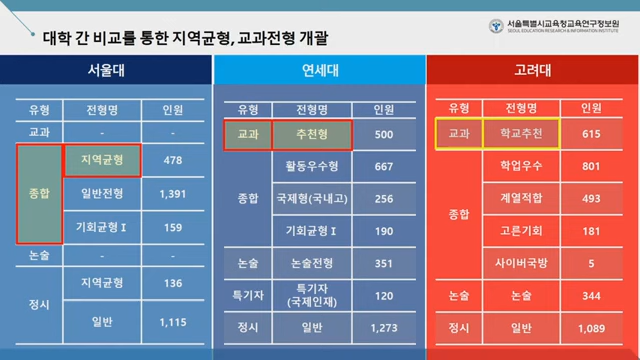 대학 간 비교를 통한 지역균형, 교과전형 개괄
서울특별시교육청교육연구정보원
SEOUL EDUCATION RESEARCH & INFORMATION INSTITUTE
서울대
유형 전형명 인원
교과 - -
종합 지역균형 478
일반전형 1,391
기회균형 I 159
논술 - -
정시 지역균형 136
일반 1,115
연세대
유형 전형명 인원
교과 추천형 500
종합 활동우수형 667
국제형(국내고) 256
기회균형 I 190
논술 논술전형 351
특기자 특기자
(국제인재) 120
정시 일반 1,273
고려대
유형 전형명 인원
교과 학교추천 615
종합 학업우수 801
계열적합 493
고른기회 181
사이버국방 5
논술 논술 344
정시 일반 1,089